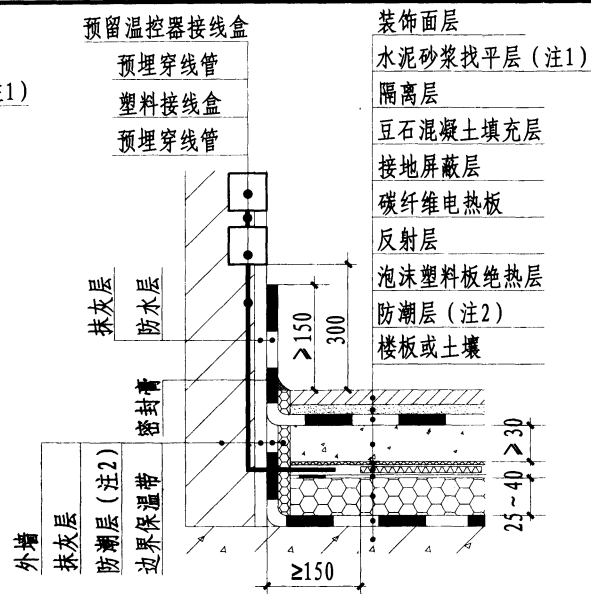 预留温控器接线盒
预埋穿线管
塑料接线盒
预埋穿线管
注1)
装饰面层
水泥砂浆找平层(注1)
隔离层
豆石混凝土填充层
接地屏蔽层
碳纤维电热板
反射层
泡沫塑料板绝热层
防潮层(注2)
楼板或土壤
抹灰层
防水层
密封膏
≥150
300
外墙
抹灰层
防潮层(注2)
边界保温带
≥30
25~40
≥150